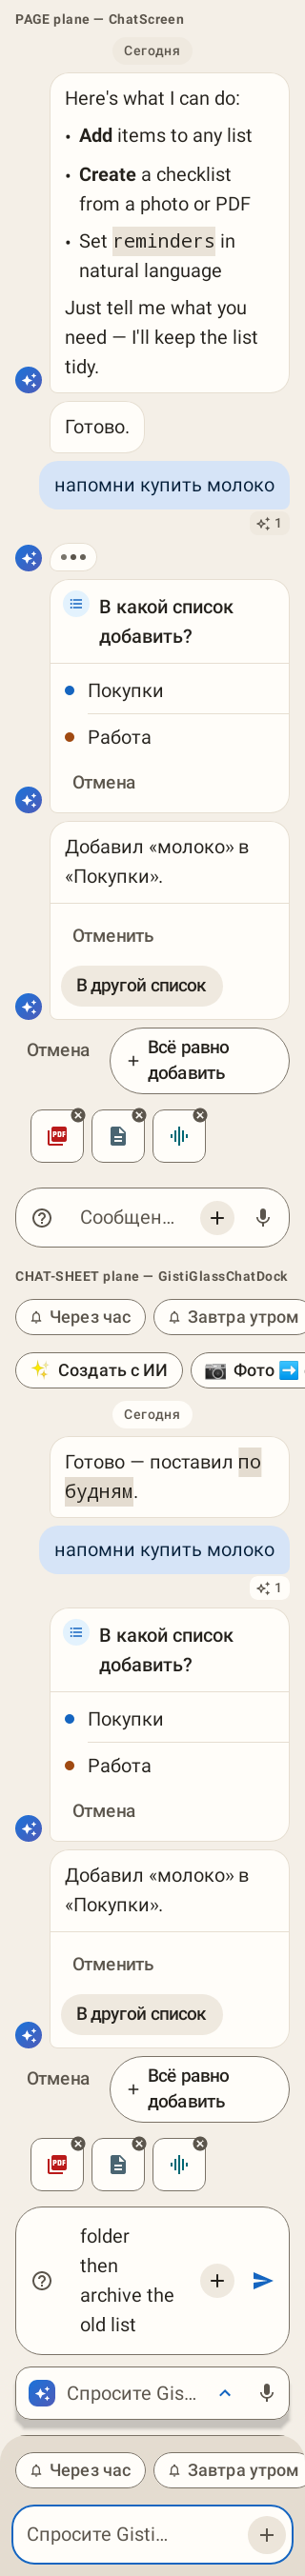 PAGE plane — ChatScreen
Сегодня
Here's what I can do:
• Add items to any list
• Create a checklist
from a photo or PDF
• Set reminders in
natural language
Just tell me what you
need — I'll keep the list
tidy.
Готово.
напомни купить молоко
1
В какой список
добавить?
Покупки
Работа
Отмена
Добавил «молоко» в
«Покупки».
Отменить
В другой список
Отмена
+ Всё равно
добавить
PDF
Сообщен...
CHAT-SHEET plane — GistiGlassChatDock
Через час
Завтра утром
Создать с ИИ
Фото
Сегодня
Готово — поставил по
будням.
напомни купить молоко
1
В какой список
добавить?
Покупки
Работа
Отмена
Добавил «молоко» в
«Покупки».
Отменить
В другой список
Отмена
+ Всё равно
добавить
PDF
folder
then
archive the
old list
Спросите Gis...
Через час
Завтра утром
Спросите Gisti...